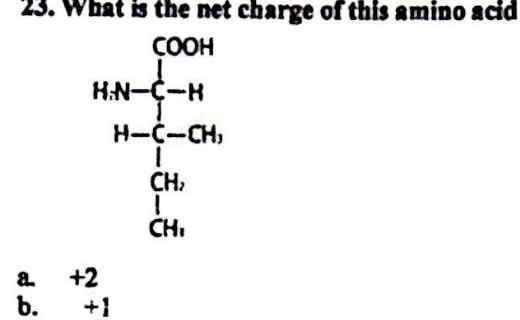 23. What is the net charge of this amino acid
COOH
H₂N-C-H
H-C-CH₃
CH₂
CH₃
a. +2
b. +1